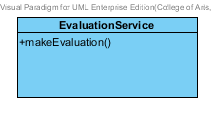 Visual Paradigm for UML Enterprise Edition(College of Arts,
EvaluationService
+makeEvaluation()